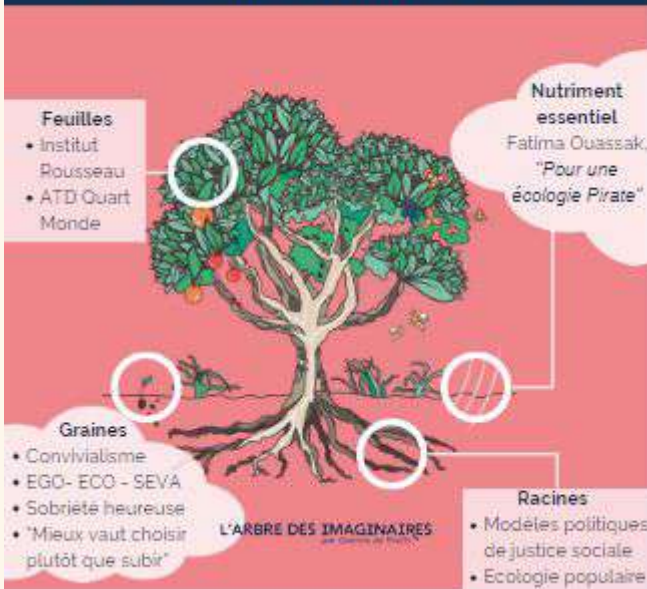 Feuilles
• Institut
Rousseau
• ATD Quart
Monde
Nutriment
essentiel
Fatima Ouassak,
"Pour une
écologie Pirate"
Graines
• Convivialisme
• EGO- ECO - SEVA
• Sobriété heureuse
• "Mieux vaut choisir
plutôt que subir"
L'ARBRE DES IMAGINAIRES
Racines
• Modèles politiques
de justice sociale
• Ecologie populaire